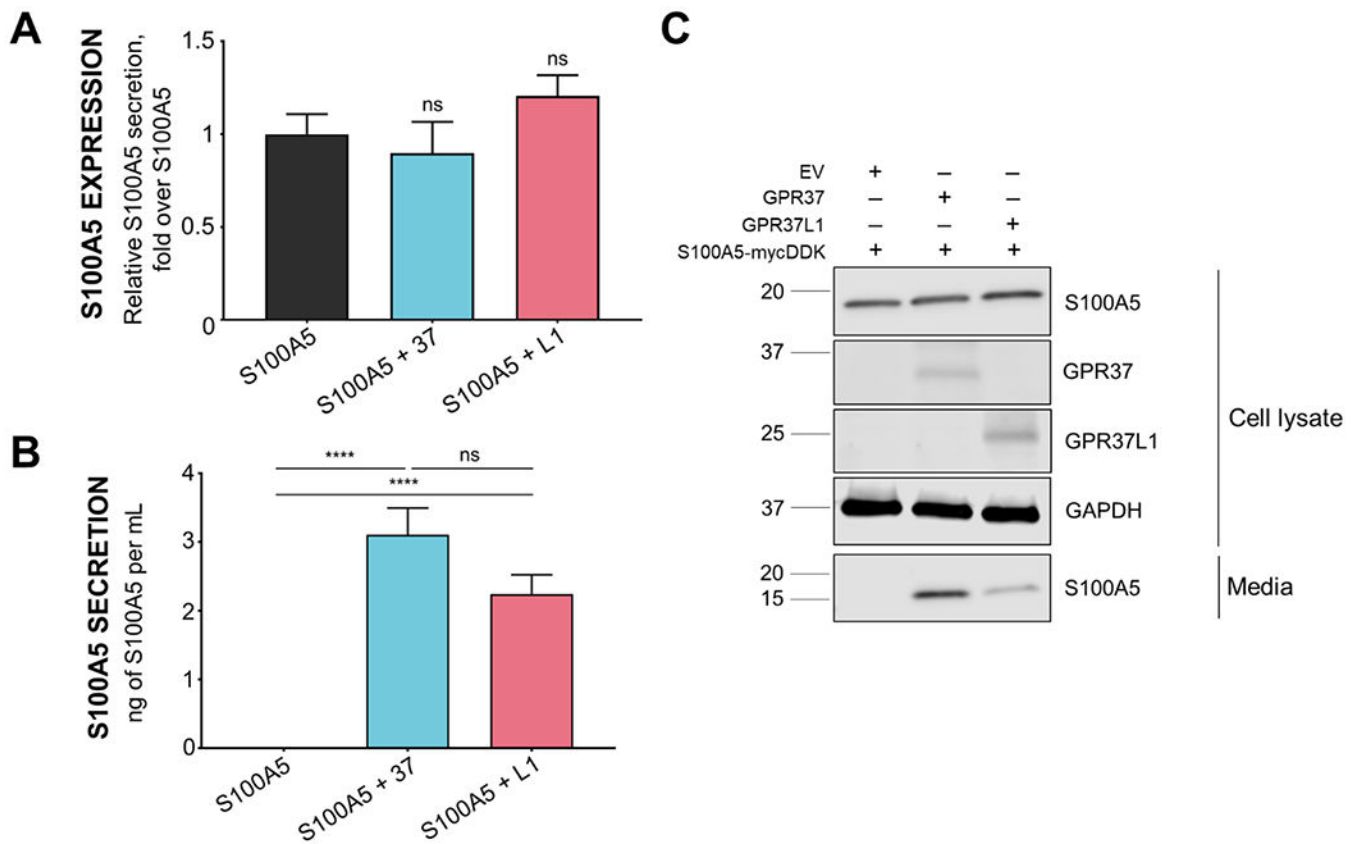 A
S100A5 EXPRESSION
Relative S100A5 secretion,
fold over S100A5
1.5
1
0.5
0
ns
ns
S100A5
S100A5 + 37
S100A5 + L1
B
S100A5 SECRETION
ng of S100A5 per mL
4
3
2
1
0
**** ns
****
S100A5
S100A5 + 37
S100A5 + L1
C
EV + – –
GPR37 – + –
GPR37L1 – – +
S100A5-mycDDK + + +
20 S100A5
37 GPR37
25 GPR37L1
37 GAPDH
Cell lysate
20
15
S100A5
Media